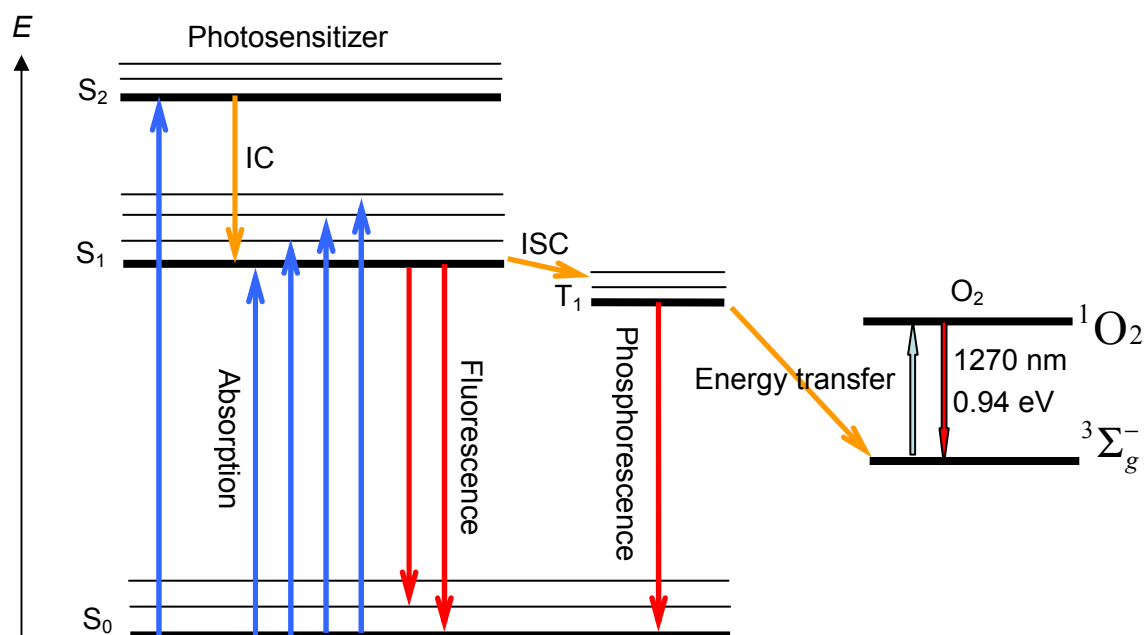 E
Photosensitizer
S₂
IC
S₁
ISC
T₁
O₂
¹O₂
1270 nm
0.94 eV
Energy transfer
³Σg⁻
Absorption
Fluorescence
Phosphorescence
S₀